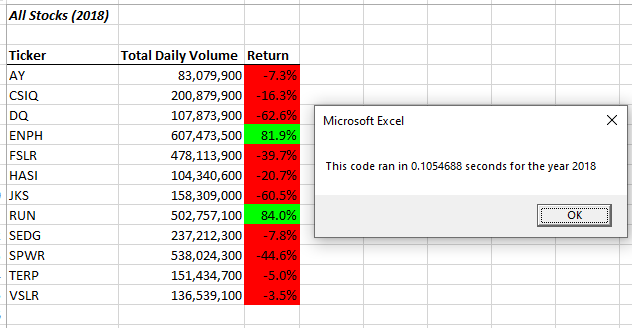 All Stocks (2018)
Ticker Total Daily Volume Return
AY 83,079,900 -7.3%
CSIQ 200,879,900 -16.3%
DQ 107,873,900 -62.6%
ENPH 607,473,500 81.9%
FSLR 478,113,900 -39.7%
HASI 104,340,600 -20.7%
JKS 158,309,000 -60.5%
RUN 502,757,100 84.0%
SEDG 237,212,300 -7.8%
SPWR 538,024,300 -44.6%
TERP 151,434,700 -5.0%
VSLR 136,539,100 -3.5%
Microsoft Excel
This code ran in 0.1054688 seconds for the year 2018
OK